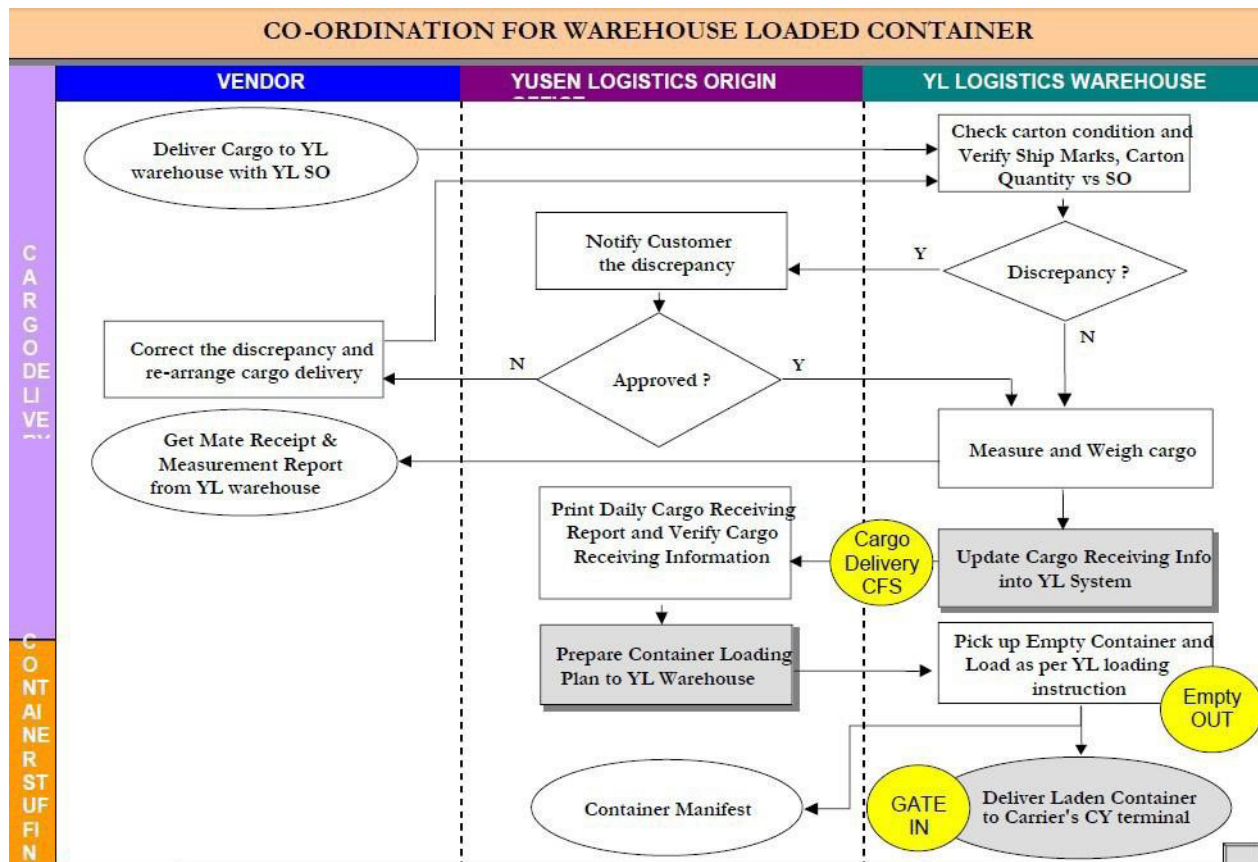 CO-ORDINATION FOR WAREHOUSE LOADED CONTAINER
VENDOR
YUSEN LOGISTICS ORIGIN
YL LOGISTICS WAREHOUSE
C
A
R
G
O
DE
LI
VE
Deliver Cargo to YL
warehouse with YL SO
Check carton condition and
Verify Ship Marks, Carton
Quantity vs SO
Notify Customer
the discrepancy
Y
Discrepancy ?
N
Correct the discrepancy and
re-arrange cargo delivery
N
Approved ?
Y
Get Mate Receipt &
Measurement Report
from YL warehouse
Measure and Weigh cargo
Print Daily Cargo Receiving
Report and Verify Cargo
Receiving Information
Cargo
Delivery
CFS
Update Cargo Receiving Info
into YL System
C
O
NT
AI
NE
R
ST
UF
FI
N
Prepare Container Loading
Plan to YL Warehouse
Pick up Empty Container and
Load as per YL loading
instruction
Empty
OUT
Container Manifest
GATE
IN
Deliver Laden Container
to Carrier's CY terminal